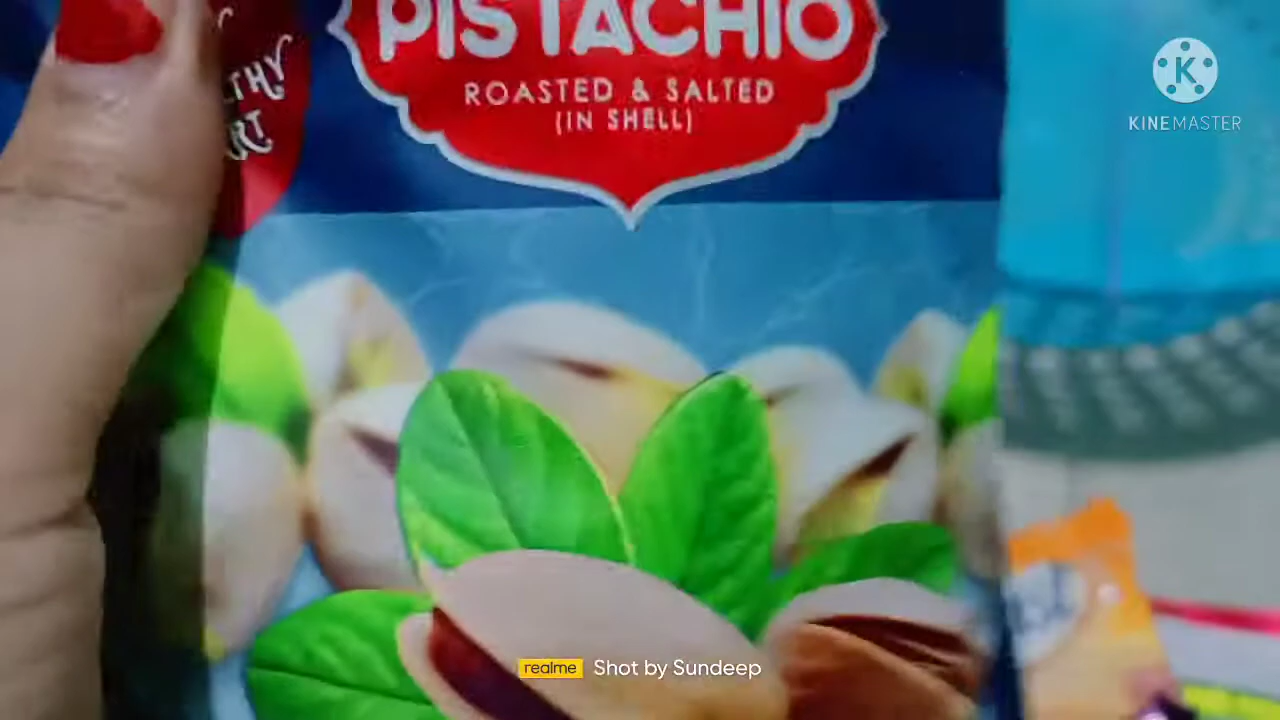 PISTACHIO
ROASTED & SALTED
(IN SHELL)
K
KINEMASTER
realme Shot by Sundeep